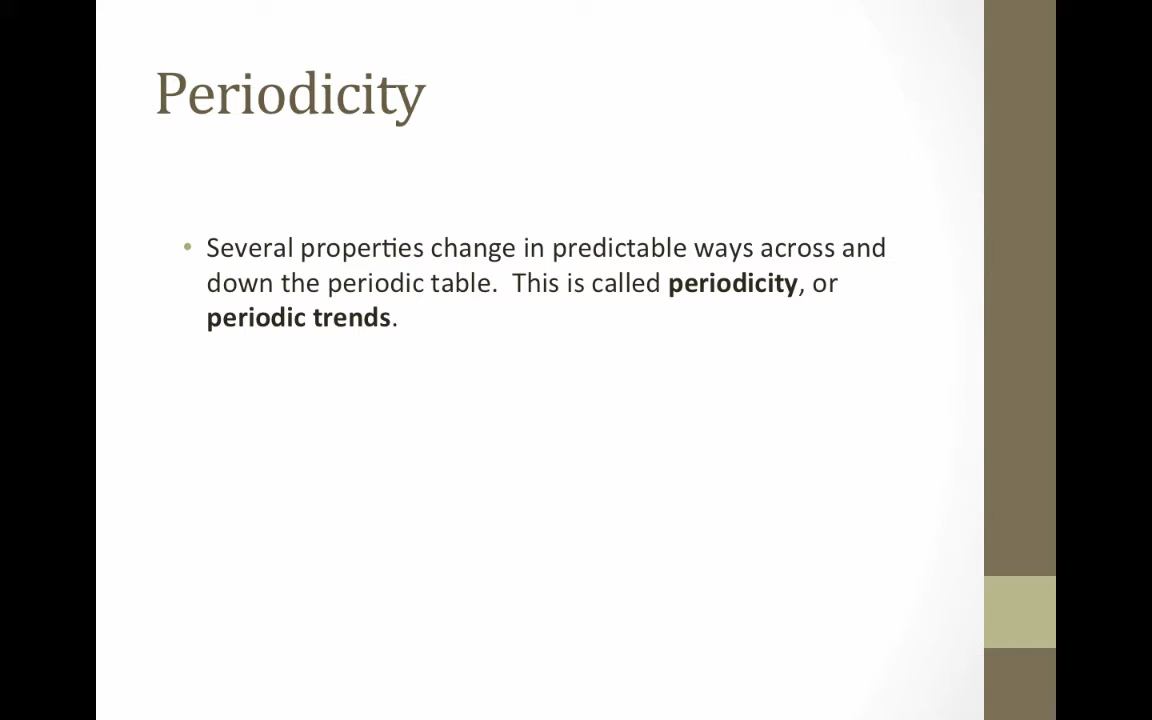 Periodicity
• Several properties change in predictable ways across and
down the periodic table.  This is called periodicity, or
periodic trends.